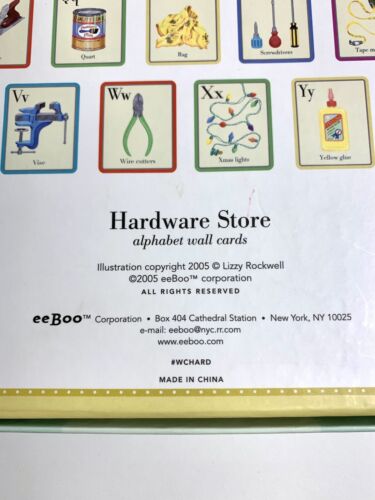 Quart
Rag
Screwdrivers
Tape m
Vv
Ww
Xx
Yy
Vise
Wire cutters
Xmas lights
Yellow glue
Hardware Store
alphabet wall cards
Illustration copyright 2005 © Lizzy Rockwell
©2005 eeBoo™ corporation
ALL RIGHTS RESERVED
eeBoo™ Corporation • Box 404 Cathedral Station • New York, NY 10025
e-mail: eeboo@nyc.rr.com
www.eeboo.com
#WCHARD
MADE IN CHINA